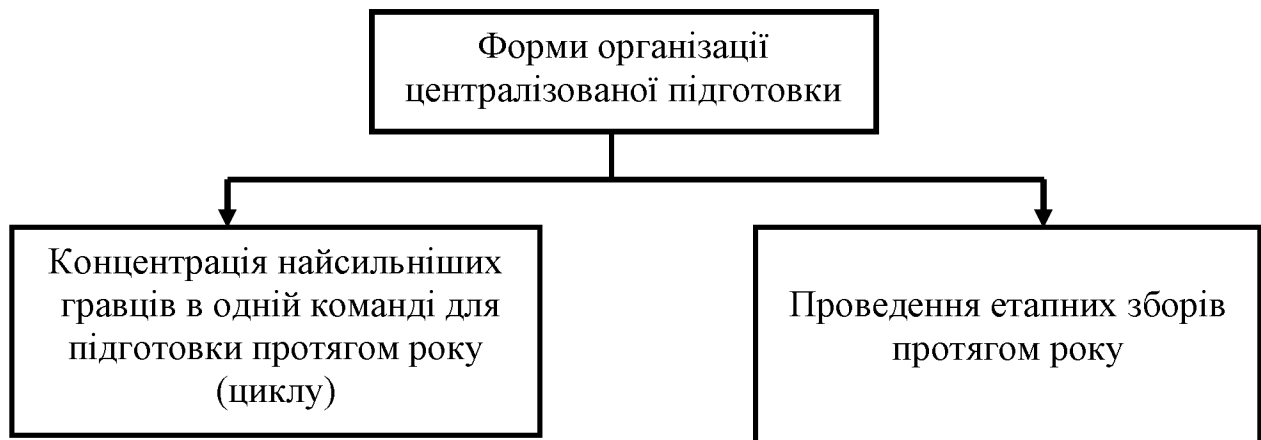 Форми організації
централізованої підготовки
Концентрація найсильніших
гравців в одній команді для
підготовки протягом року
(циклу)
Проведення етапних зборів
протягом року